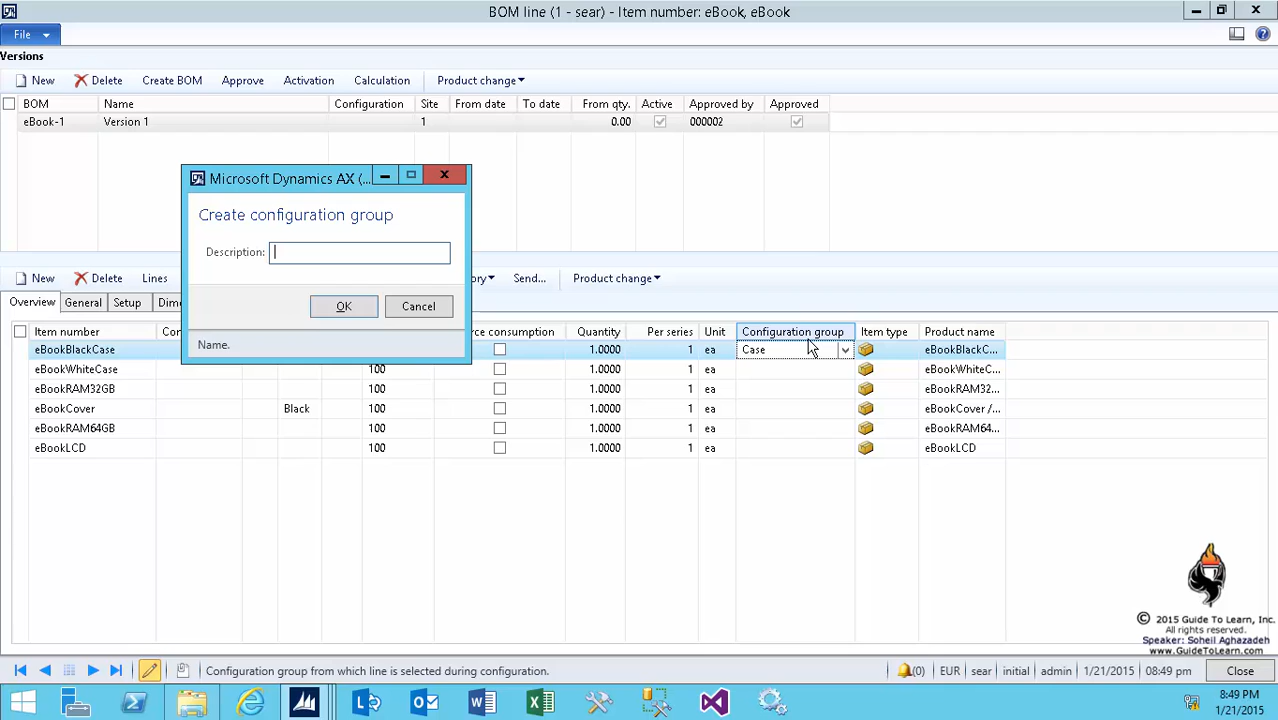 BOM line (1 - sear) - Item number: eBook, eBook
File
Versions
New Delete Create BOM Approve Activation Calculation Product change
BOM Name Configuration Site From date To date From qty. Active Approved by Approved
eBook-1 Version 1 1 0.00 000002
Microsoft Dynamics AX (...
Create configuration group
Description:
OK Cancel
Name.
New Delete Lines ory Send... Product change
Overview General Setup Dime
Item number Con rce consumption Quantity Per series Unit Configuration group Item type Product name
eBookBlackCase 1.0000 1 ea Case eBookBlackC...
eBookWhiteCase 100 1.0000 1 ea eBookWhiteC...
eBookRAM32GB 100 1.0000 1 ea eBookRAM32...
eBookCover Black 100 1.0000 1 ea eBookCover /...
eBookRAM64GB 100 1.0000 1 ea eBookRAM64...
eBookLCD 100 1.0000 1 ea eBookLCD
© 2015 Guide To Learn, Inc.
All rights reserved.
Speaker: Soheil Aghazadeh
www.GuideToLearn.com
Configuration group from which line is selected during configuration. (0) EUR sear initial admin 1/21/2015 08:49 pm Close
8:49 PM
1/21/2015